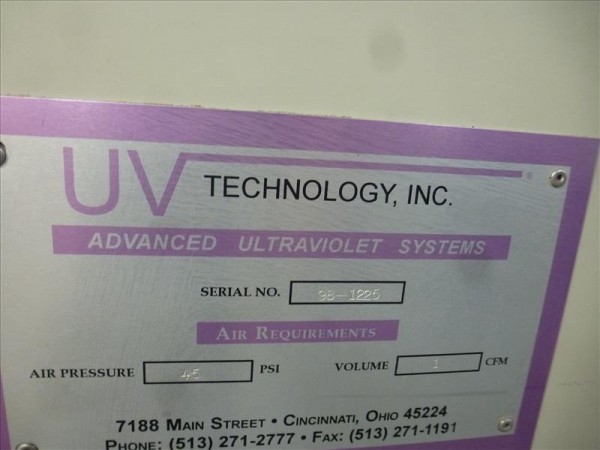 UV TECHNOLOGY, INC.
ADVANCED ULTRAVIOLET SYSTEMS
SERIAL NO. 98-1225
AIR REQUIREMENTS
AIR PRESSURE 45 PSI VOLUME 1 CFM
7188 MAIN STREET • CINCINNATI, OHIO 45224
PHONE: (513) 271-2777 • FAX: (513) 271-1191